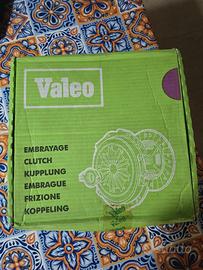 Valeo
EMBRAYAGE
CLUTCH
KUPPLUNG
EMBRAGUE
FRIZIONE
KOPPELING